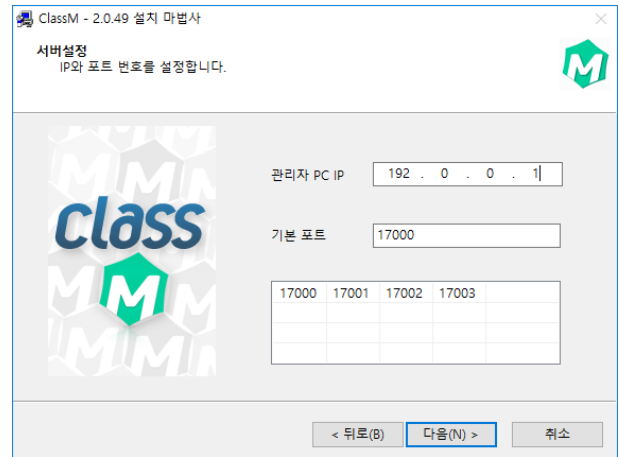 ClassM - 2.0.49 설치 마법사
서버설정
IP와 포트 번호를 설정합니다.
M
class
M
관리자 PC IP 192 . 0 . 0 . 1
기본 포트 17000
17000 17001 17002 17003
< 뒤로(B) 다음(N) > 취소